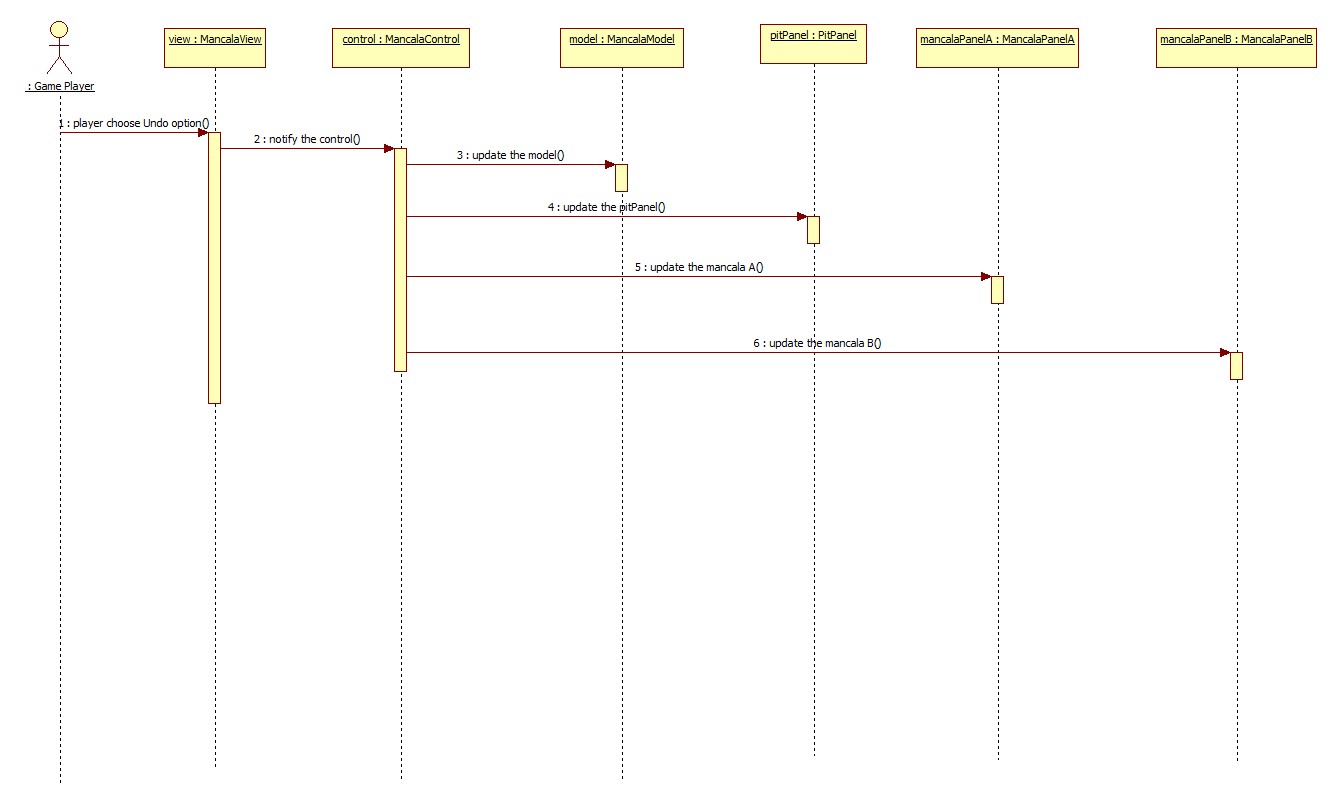 : Game Player
view : MancalaView
control : MancalaControl
model : MancalaModel
pitPanel : PitPanel
mancalaPanelA : MancalaPanelA
mancalaPanelB : MancalaPanelB
1 : player choose Undo option()
2 : notify the control()
3 : update the model()
4 : update the pitPanel()
5 : update the mancala A()
6 : update the mancala B()